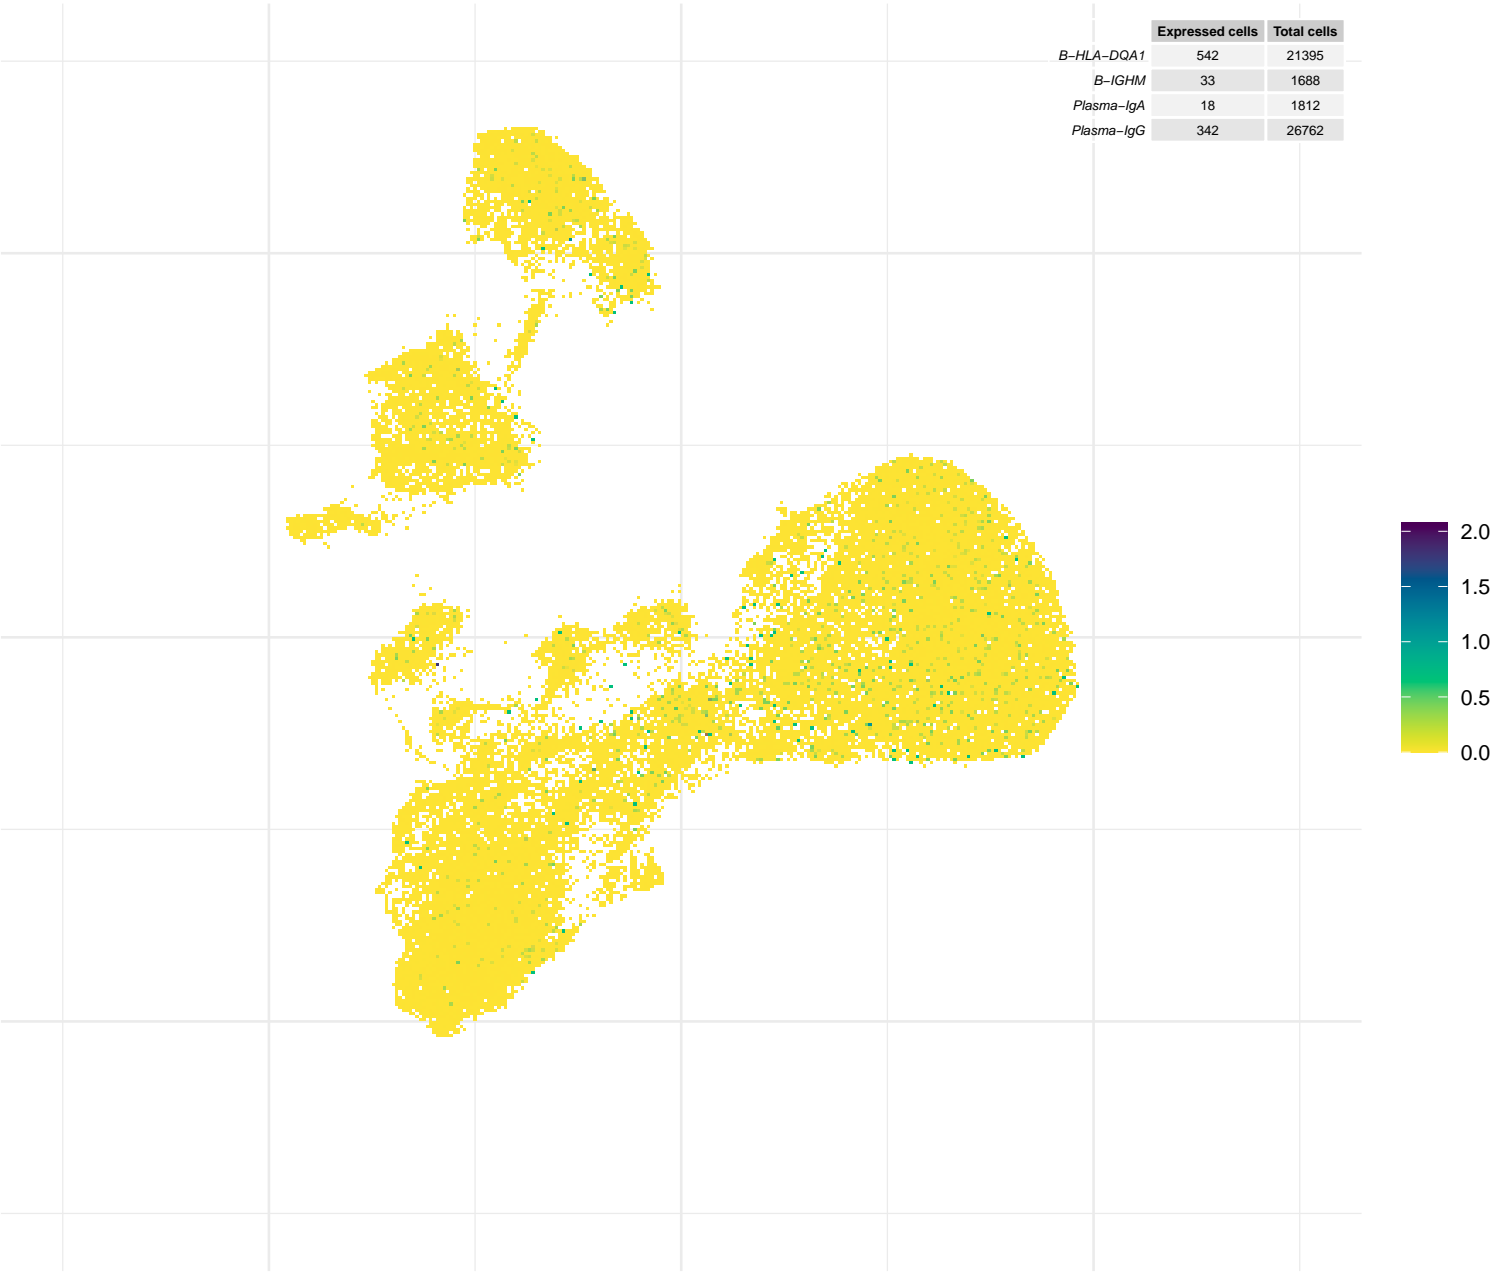 Expressed cells Total cells
B−HLA−DQA1 542 21395
B−IGHM 33 1688
Plasma−IgA 18 1812
Plasma−IgG 342 26762
2.0
1.5
1.0
0.5
0.0